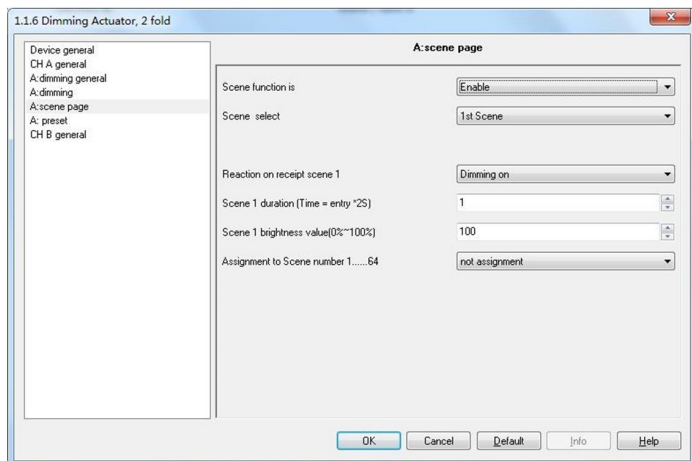 1.1.6 Dimming Actuator, 2 fold
Device general
CH A general
A:dimming general
A:dimming
A:scene page
A: preset
CH B general
A:scene page
Scene function is Enable
Scene select 1st Scene
Reaction on receipt scene 1 Dimming on
Scene 1 duration (Time = entry *2S) 1
Scene 1 brightness value(0%~100%) 100
Assignment to Scene number 1......64 not assignment
OK Cancel Default Info Help